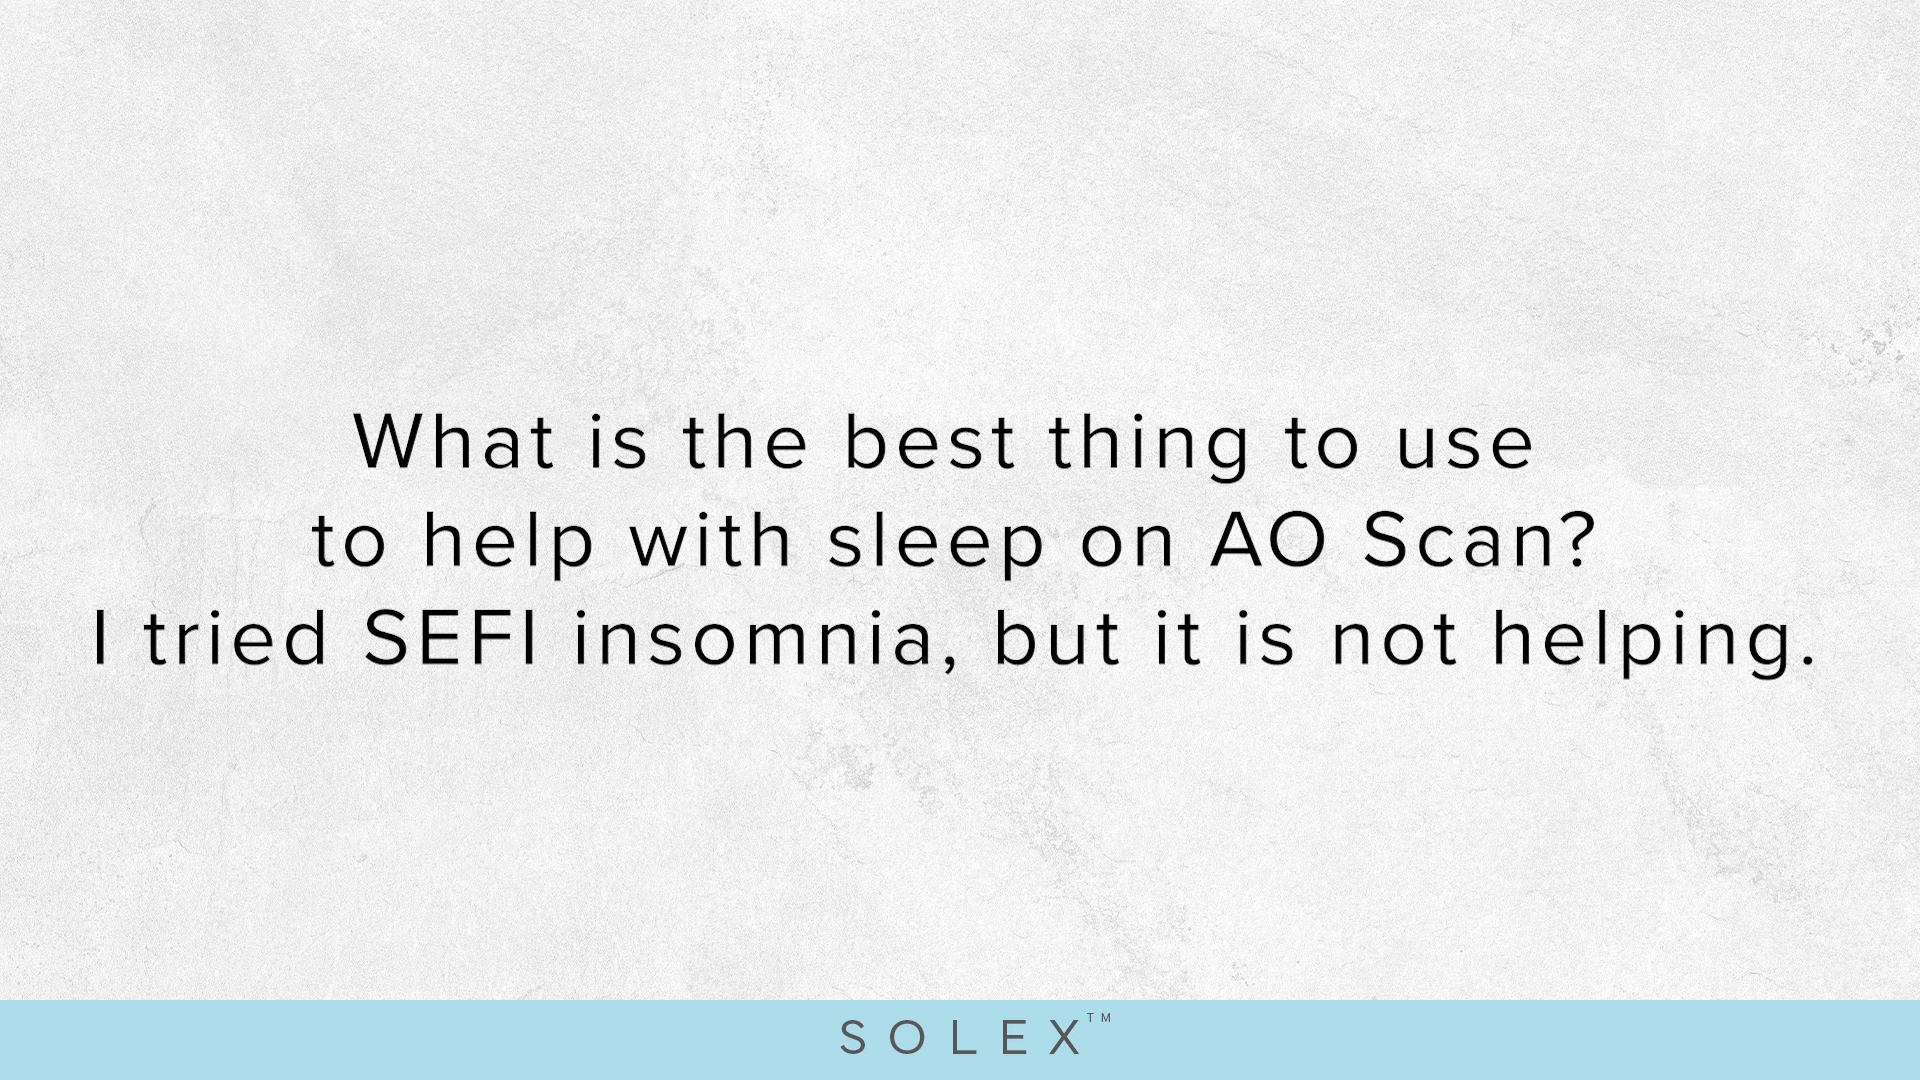 What is the best thing to use
to help with sleep on AO Scan?
I tried SEFI insomnia, but it is not helping.
SOLEX™